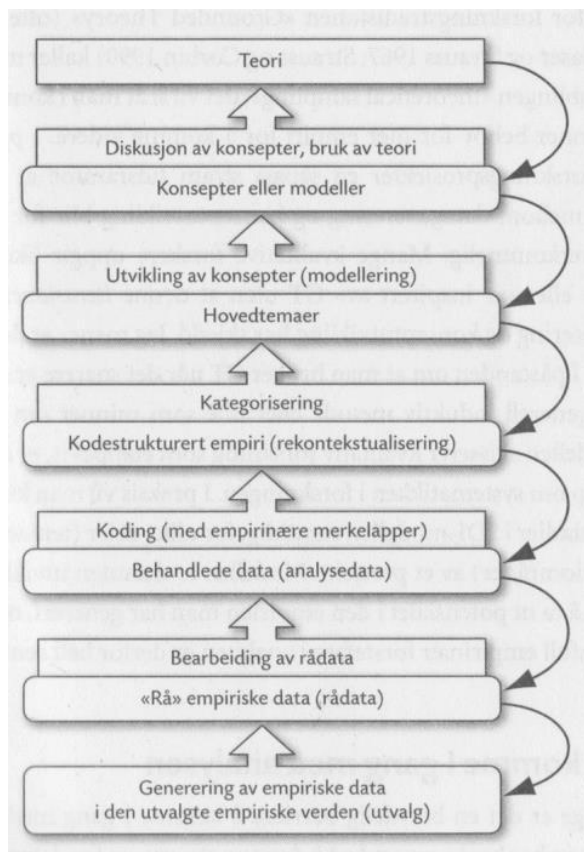 Teori
Diskusjon av konsepter, bruk av teori
Konsepter eller modeller
Utvikling av konsepter (modellering)
Hovedtemaer
Kategorisering
Kodestrukturert empiri (rekontekstualisering)
Koding (med empirinære merkelapper)
Behandlede data (analysedata)
Bearbeiding av rådata
«Rå» empiriske data (rådata)
Generering av empiriske data
i den utvalgte empiriske verden (utvalg)